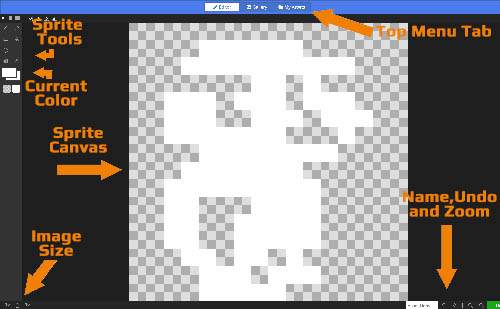 Editor Gallery My Assets
Sprite
Tools
Top Menu Tab
Current
Color
Sprite
Canvas
Name,Undo
and Zoom
Image
Size